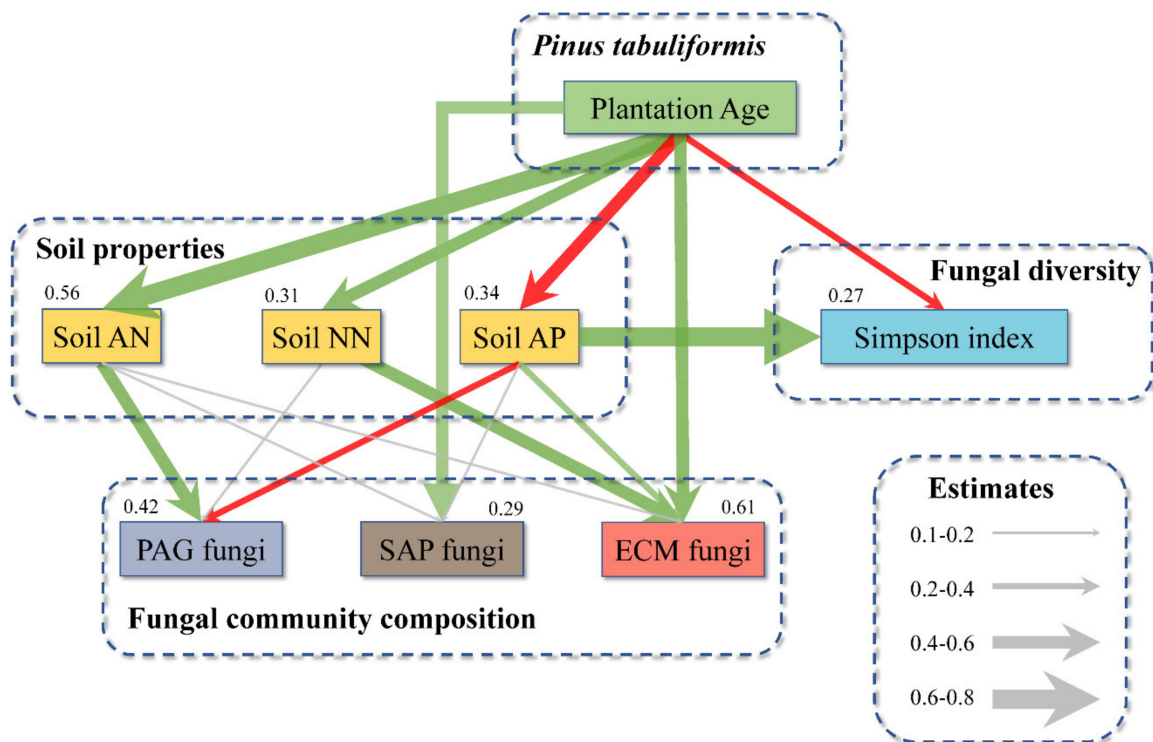 Pinus tabuliformis
Plantation Age
Soil properties
Fungal diversity
0.56
0.31
0.34
0.27
Soil AN
Soil NN
Soil AP
Simpson index
0.42
0.29
0.61
PAG fungi
SAP fungi
ECM fungi
Fungal community composition
Estimates
0.1-0.2
0.2-0.4
0.4-0.6
0.6-0.8